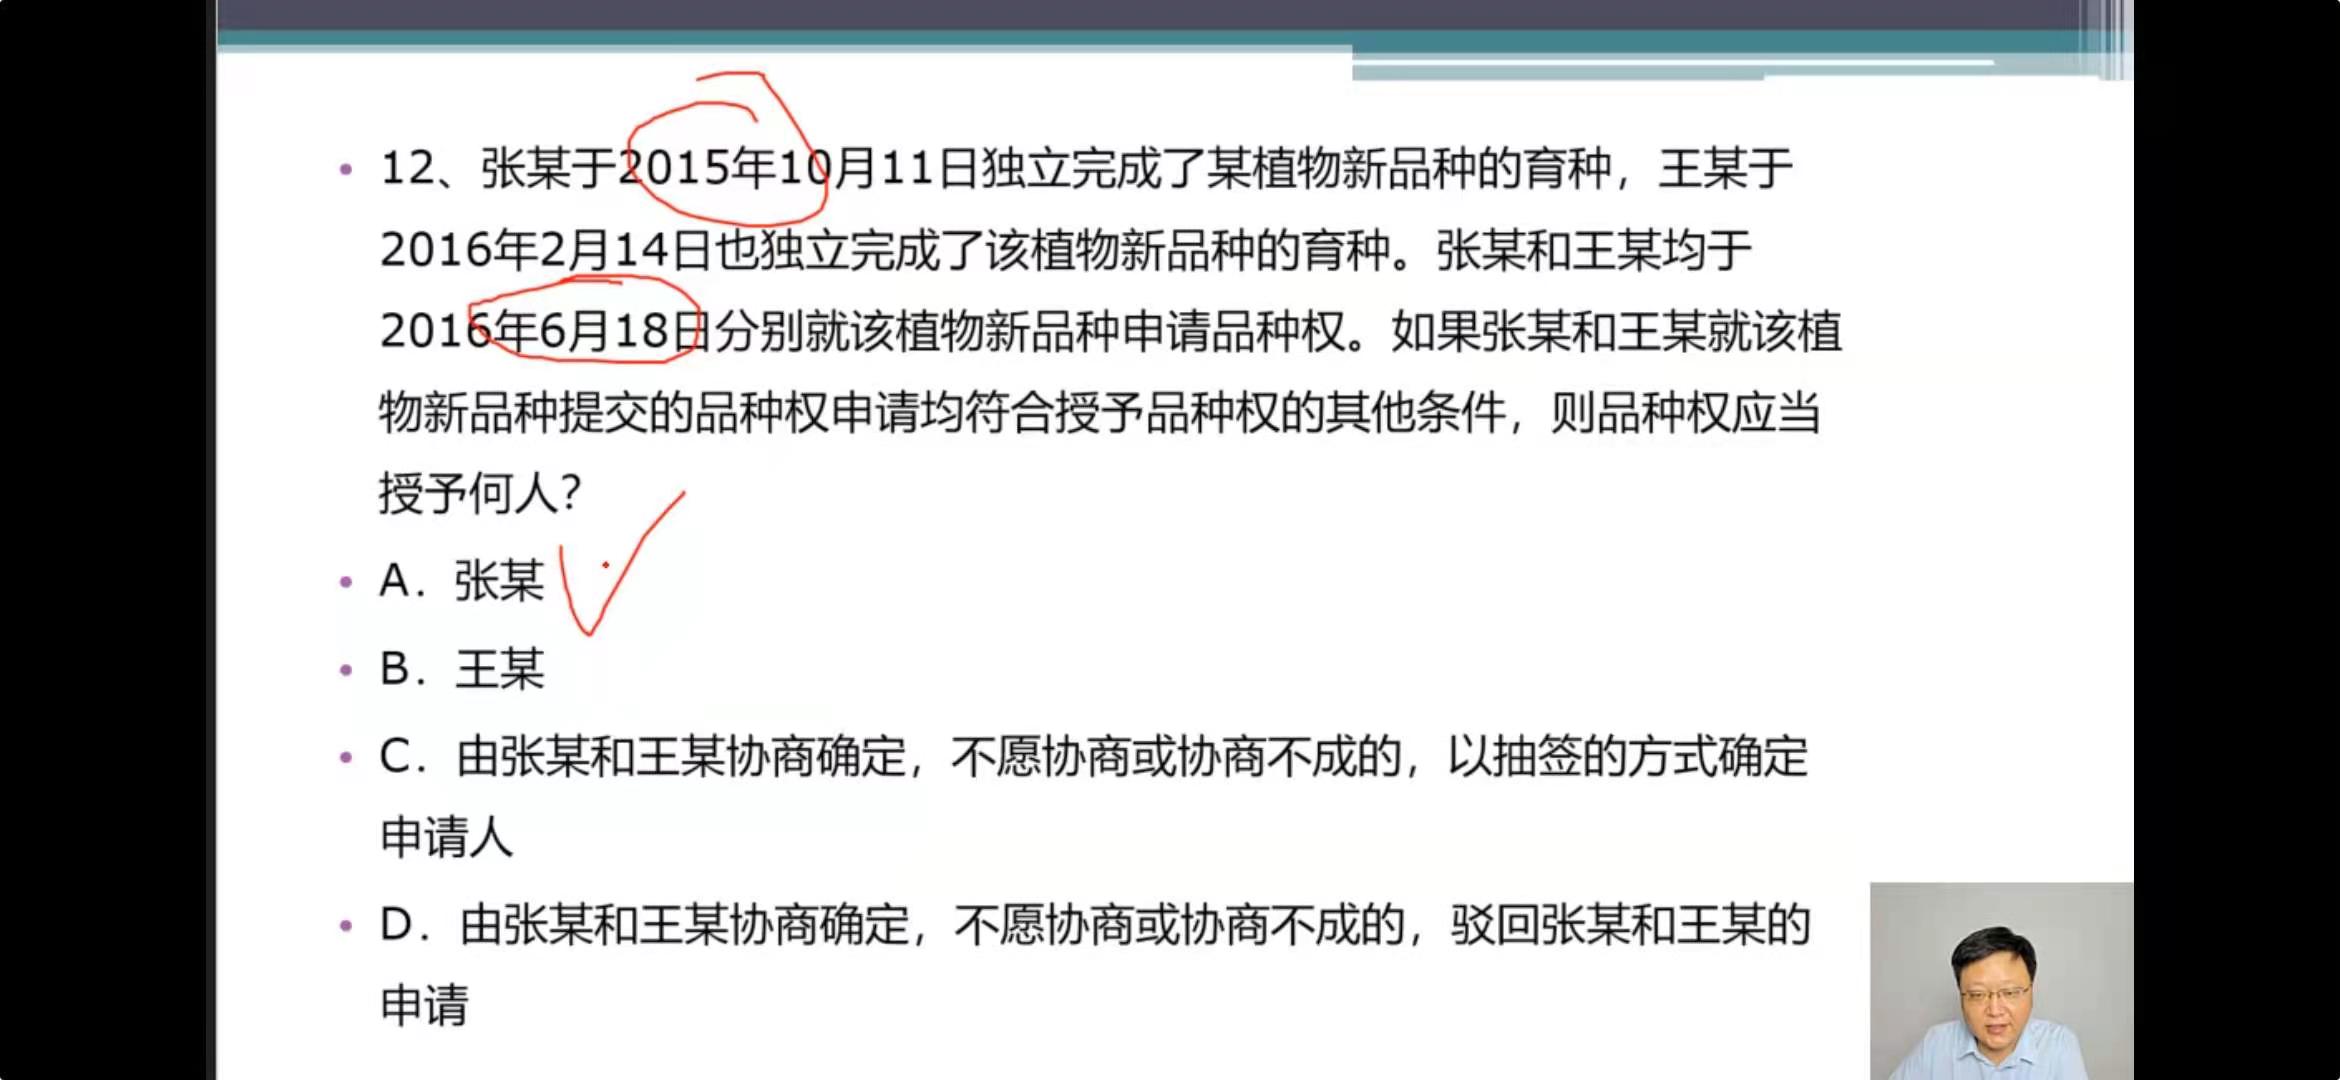 12、张某于2015年10月11日独立完成了某植物新品种的育种，王某于
2016年2月14日也独立完成了该植物新品种的育种。张某和王某均于
2016年6月18日分别就该植物新品种申请品种权。如果张某和王某就该植
物新品种提交的品种权申请均符合授予品种权的其他条件，则品种权应当
授予何人?
A．张某
B．王某
C．由张某和王某协商确定，不愿协商或协商不成的，以抽签的方式确定
申请人
D．由张某和王某协商确定，不愿协商或协商不成的，驳回张某和王某的
申请